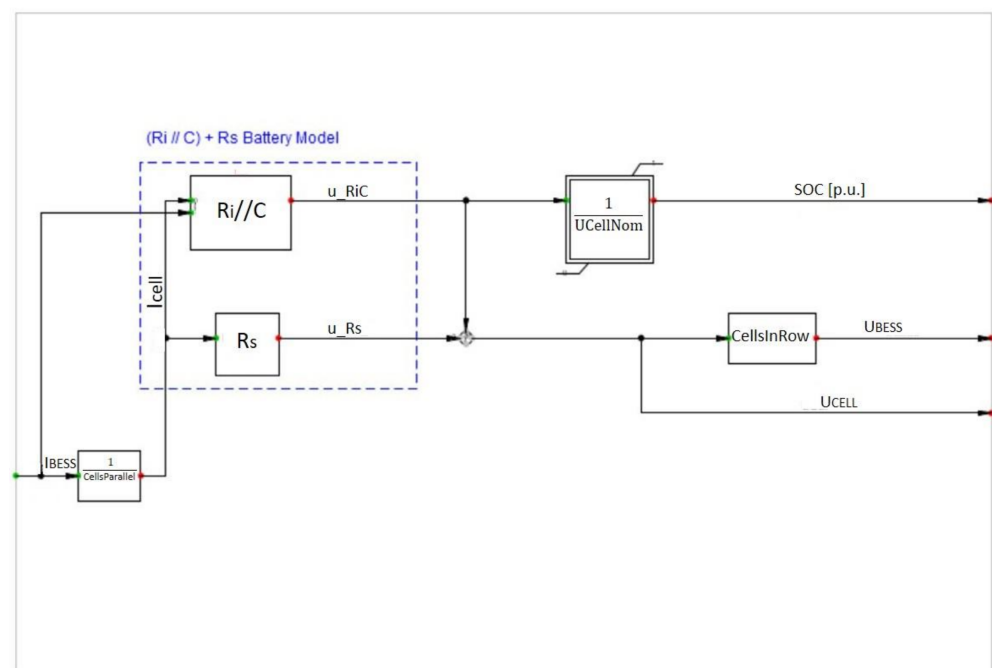 (Ri // C) + Rs Battery Model
u_RiC
SOC [p.u.]
Ri//C
1
UCellNom
Icell
u_Rs
Rs
CellsInRow
UBESS
UCELL
IBESS
1
CellsParallel